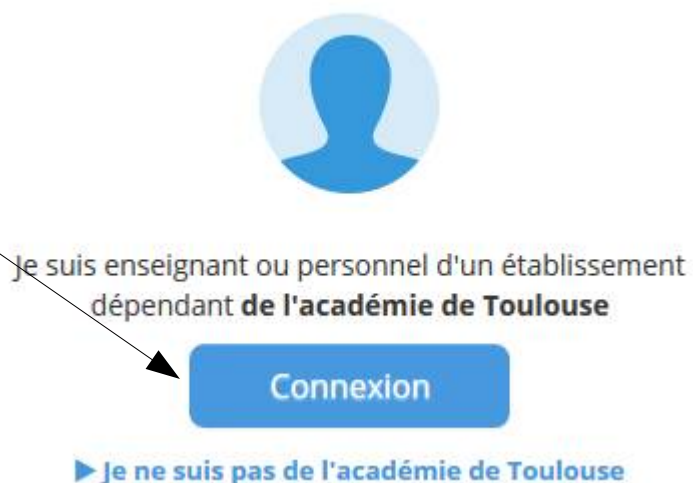 Je suis enseignant ou personnel d'un établissement
dépendant de l'académie de Toulouse
Connexion
▶ Je ne suis pas de l'académie de Toulouse